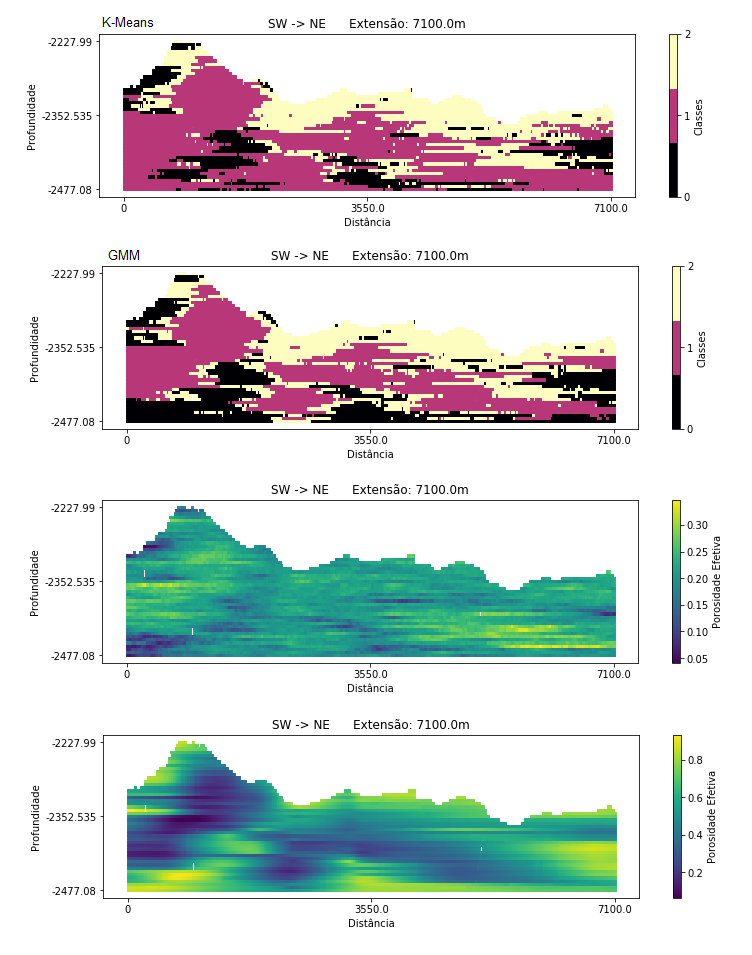 K-Means
SW -> NE Extensão: 7100.0m
-2227.99
-2352.535
-2477.08
Profundidade
0 3550.0 7100.0
Distância
2
1
0
Classes
GMM
SW -> NE Extensão: 7100.0m
-2227.99
-2352.535
-2477.08
Profundidade
0 3550.0 7100.0
Distância
2
1
0
Classes
SW -> NE Extensão: 7100.0m
-2227.99
-2352.535
-2477.08
Profundidade
0 3550.0 7100.0
Distância
0.30
0.25
0.20
0.15
0.10
0.05
Porosidade Efetiva
SW -> NE Extensão: 7100.0m
-2227.99
-2352.535
-2477.08
Profundidade
0 3550.0 7100.0
Distância
0.8
0.6
0.4
0.2
Porosidade Efetiva